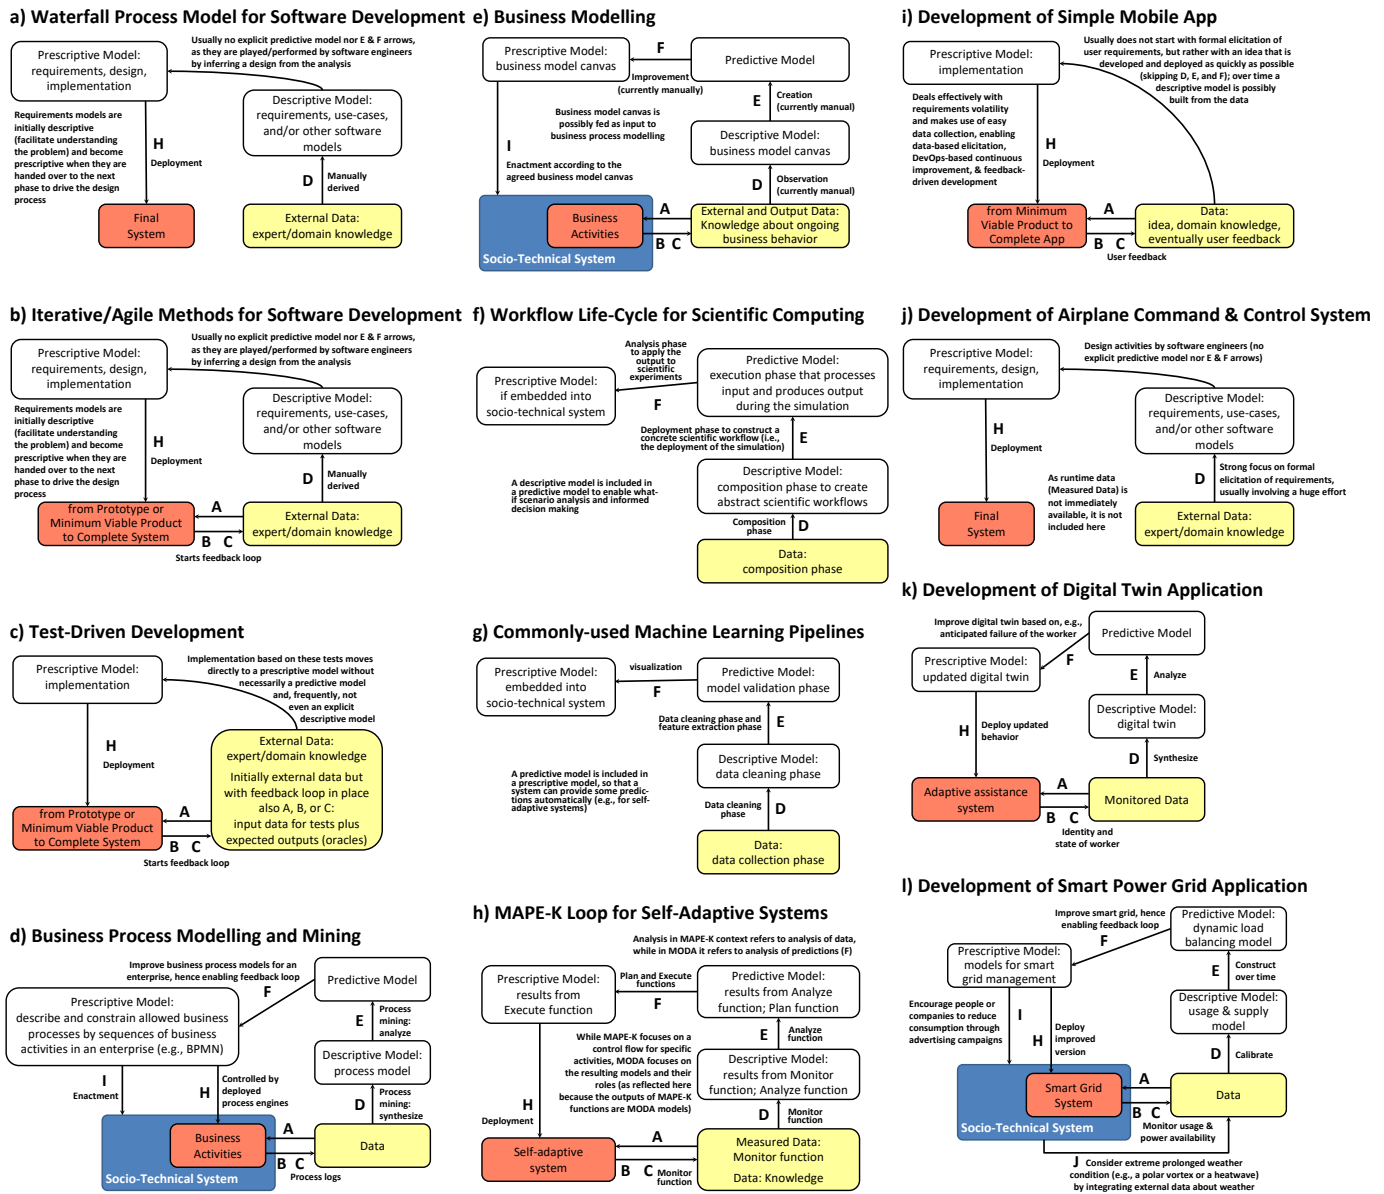 a) Waterfall Process Model for Software Development
Prescriptive Model:
requirements, design,
implementation
Usually no explicit predictive model nor E & F arrows,
as they are played/performed by software engineers
by inferring a design from the analysis
Descriptive Model:
requirements, use-cases,
and/or other software
models
Requirements models are
initially descriptive
(facilitate understanding
the problem) and become
prescriptive when they are
handed over to the next
phase to drive the design
process
H
Deployment
D
Manually
derived
Final
System
External Data:
expert/domain knowledge
b) Iterative/Agile Methods for Software Development
Prescriptive Model:
requirements, design,
implementation
Usually no explicit predictive model nor E & F arrows,
as they are played/performed by software engineers
by inferring a design from the analysis
Descriptive Model:
requirements, use-cases,
and/or other software
models
Requirements models are
initially descriptive
(facilitate understanding
the problem) and become
prescriptive when they are
handed over to the next
phase to drive the design
process
H
Deployment
D
Manually
derived
from Prototype or
Minimum Viable Product
to Complete System
A
B C
External Data:
expert/domain knowledge
Starts feedback loop
c) Test-Driven Development
Prescriptive Model:
implementation
Implementation based on these tests moves
directly to a prescriptive model without
necessarily a predictive model
and, frequently, not
even an explicit
descriptive model
H
Deployment
External Data:
expert/domain knowledge
Initially external data but
with feedback loop in place
also A, B, or C:
input data for tests plus
expected outputs (oracles)
from Prototype or
Minimum Viable Product
to Complete System
A
B C
Starts feedback loop
d) Business Process Modelling and Mining
Improve business process models for an
enterprise, hence enabling feedback loop
F
Predictive Model
Prescriptive Model:
describe and constrain allowed business
processes by sequences of business
activities in an enterprise (e.g., BPMN)
E
Process
mining:
analyze
Descriptive Model:
process model
I
Enactment
H
Controlled by
deployed
process engines
D
Process
mining:
synthesize
Business
Activities
Socio-Technical System
A
B C
Process logs
Data
e) Business Modelling
Prescriptive Model:
business model canvas
F
Improvement
(currently manually)
Predictive Model
E
Creation
(currently manual)
Business model canvas is
possibly fed as input to
business process modelling
Descriptive Model:
business model canvas
I
Enactment according to the
agreed business model canvas
D
Observation
(currently manual)
Business
Activities
Socio-Technical System
A
B C
External and Output Data:
Knowledge about ongoing
business behavior
f) Workflow Life-Cycle for Scientific Computing
Prescriptive Model:
if embedded into
socio-technical system
Analysis phase
to apply the
output to
scientific
experiments
F
Predictive Model:
execution phase that processes
input and produces output
during the simulation
Deployment phase to construct a
concrete scientific workflow (i.e.,
the deployment of the simulation)
E
A descriptive model is included in
a predictive model to enable what-
if scenario analysis and informed
decision making
Descriptive Model:
composition phase to create
abstract scientific workflows
Composition
phase
D
Data:
composition phase
g) Commonly-used Machine Learning Pipelines
Prescriptive Model:
embedded into
socio-technical system
visualization
F
Predictive Model:
model validation phase
Data cleaning phase and
feature extraction phase
E
A predictive model is included in
a prescriptive model, so that a
system can provide some predic-
tions automatically (e.g., for self-
adaptive systems)
Descriptive Model:
data cleaning phase
Data cleaning
phase
D
Data:
data collection phase
h) MAPE-K Loop for Self-Adaptive Systems
Analysis in MAPE-K context refers to analysis of data,
while in MODA it refers to analysis of predictions (F)
Prescriptive Model:
results from
Execute function
Plan and Execute
functions
F
Predictive Model:
results from Analyze
function; Plan function
E
Analyze
function
While MAPE-K focuses on a
control flow for specific
activities, MODA focuses on
the resulting models and their
roles (as reflected here
because the outputs of MAPE-K
functions are MODA models)
Descriptive Model:
results from Monitor
function; Analyze function
H
Deployment
D
Monitor
function
Self-adaptive
system
A
B C
Monitor
function
Measured Data:
Monitor function
Data: Knowledge
i) Development of Simple Mobile App
Prescriptive Model:
implementation
Usually does not start with formal elicitation of
user requirements, but rather with an idea that is
developed and deployed as quickly as possible
(skipping D, E, and F); over time a
descriptive model is possibly
built from the data
Deals effectively with
requirements volatility
and makes use of easy
data collection, enabling
data-based elicitation,
DevOps-based continuous
improvement, & feedback-
driven development
H
Deployment
from Minimum
Viable Product to
Complete App
A
B C
User feedback
Data:
idea, domain knowledge,
eventually user feedback
j) Development of Airplane Command & Control System
Prescriptive Model:
requirements, design,
implementation
Design activities by software engineers (no
explicit predictive model nor E & F arrows)
Descriptive Model:
requirements, use-cases,
and/or other software
models
H
Deployment
As runtime data
(Measured Data) is
not immediately
available, it is not
included here
D
Strong focus on formal
elicitation of requirements,
usually involving a huge effort
Final
System
External Data:
expert/domain knowledge
k) Development of Digital Twin Application
Improve digital twin based on, e.g.,
anticipated failure of the worker
F
Predictive Model
Prescriptive Model:
updated digital twin
E
Analyze
Descriptive Model:
digital twin
H
Deploy updated
behavior
D
Synthesize
Adaptive assistance
system
A
B C
Identity and
state of worker
Monitored Data
l) Development of Smart Power Grid Application
Improve smart grid, hence
enabling feedback loop
F
Predictive Model:
dynamic load
balancing model
Prescriptive Model:
models for smart
grid management
E
Construct
over time
Descriptive Model:
usage & supply
model
Encourage people or
companies to reduce
consumption through
advertising campaigns
I
H
Deploy
improved
version
D
Calibrate
Smart Grid
System
Socio-Technical System
A
B C
Monitor usage &
power availability
Data
J Consider extreme prolonged weather
condition (e.g., a polar vortex or a heatwave)
by integrating external data about weather